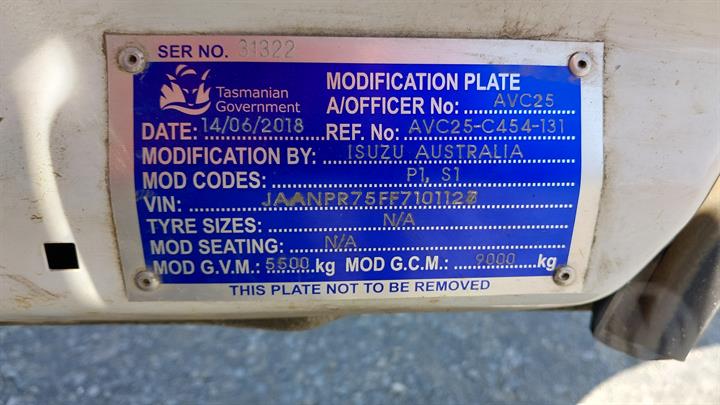 SER NO. 31322
Tasmanian Government
MODIFICATION PLATE
A/OFFICER No: AVC25
DATE: 14/06/2018 REF. No: AVC25-C454-131
MODIFICATION BY: ISUZU AUSTRALIA
MOD CODES: P1, S1
VIN:
TYRE SIZES: N/A
MOD SEATING: N/A
MOD G.V.M: 5500 kg MOD G.C.M: 9000 kg
THIS PLATE NOT TO BE REMOVED